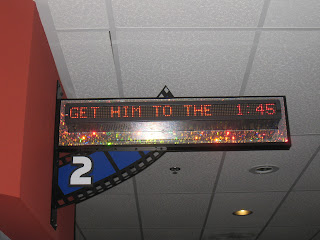 GET HIM TO THE 1:45
2